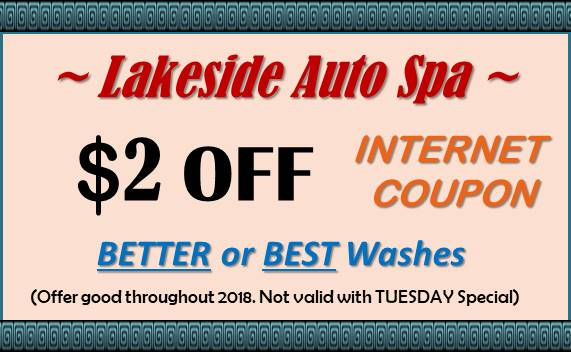 ~ Lakeside Auto Spa ~
$2 OFF
INTERNET
COUPON
BETTER or BEST Washes
(Offer good throughout 2018. Not valid with TUESDAY Special)